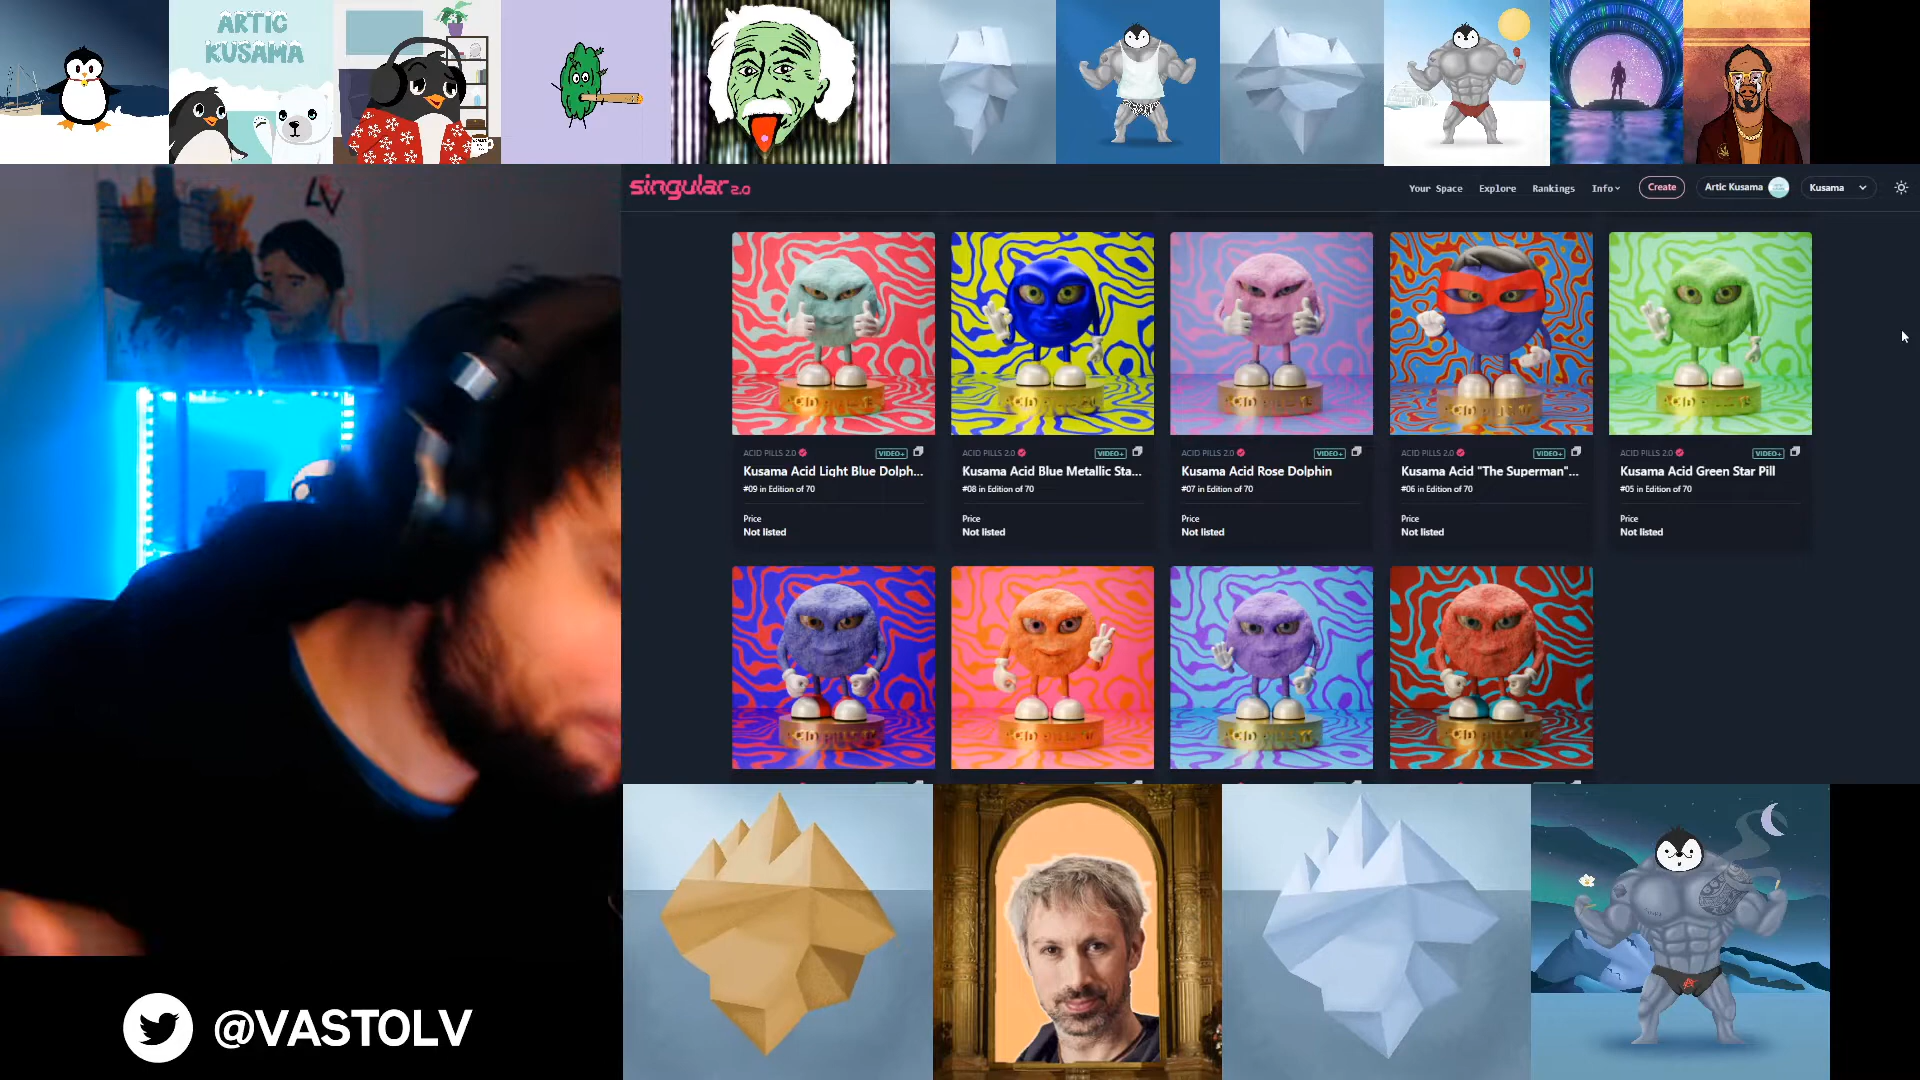 ARTIC
KUSAMA
LV
singular 2.0
Your Space
Explore
Rankings
Info
Create
Artic Kusama
Kusama
ACID PILLS 2.0
VIDEO+
Kusama Acid Light Blue Dolph...
#09 in Edition of 70
Price
Not listed
ACID PILLS 2.0
VIDEO+
Kusama Acid Blue Metallic Sta...
#08 in Edition of 70
Price
Not listed
ACID PILLS 2.0
VIDEO+
Kusama Acid Rose Dolphin
#07 in Edition of 70
Price
Not listed
ACID PILLS 2.0
VIDEO+
Kusama Acid "The Superman"...
#06 in Edition of 70
Price
Not listed
ACID PILLS 2.0
VIDEO+
Kusama Acid Green Star Pill
#05 in Edition of 70
Price
Not listed
@VASTOLV